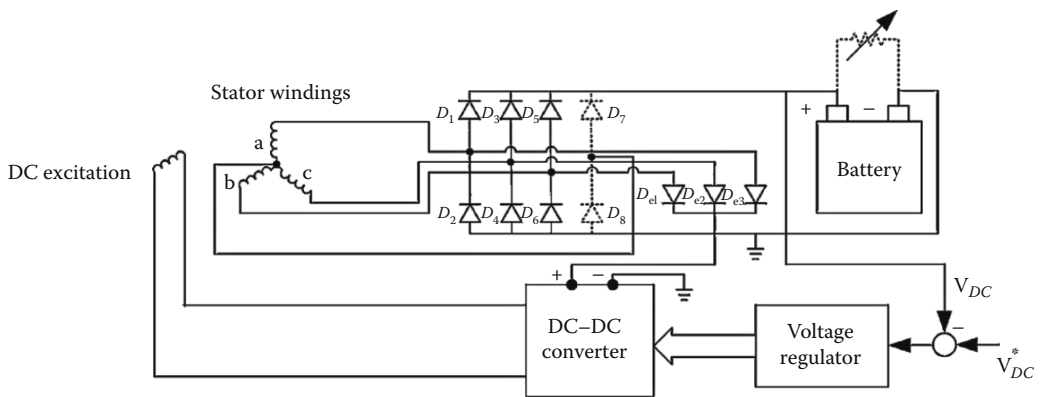 Stator windings
DC excitation
a
b
c
D1
D3
D5
D7
D2
D4
D6
D8
De1
De2
De3
+ −
Battery
+ −
DC–DC
converter
Voltage
regulator
VDC
−
V*DC